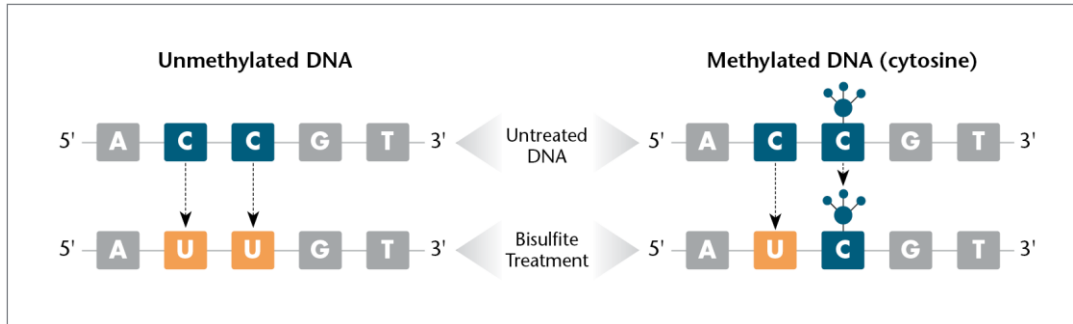 Unmethylated DNA
Methylated DNA (cytosine)
5' A C C G T 3'
Untreated
DNA
5' A C C G T 3'
5' A U U G T 3'
Bisulfite
Treatment
5' A U C G T 3'